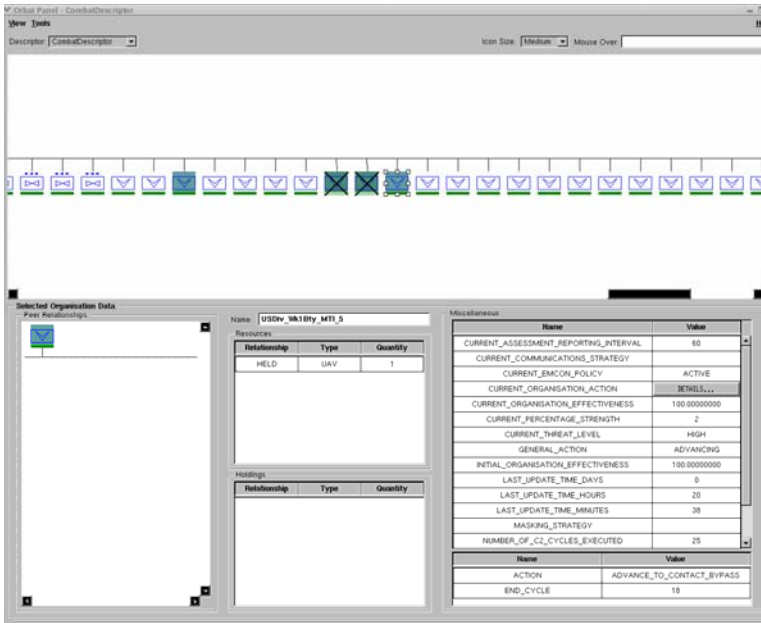 Orbat Panel - CombatDescriptor
View Tools
Descriptor: CombatDescriptor Icon Size: Medium Mouse Over:
Selected Organisation Data
Peer Relationships
Name: USDiv_Wk1Bty_MTI_5
Resources
Relationship Type Quantity
HELD UAV 1
Holdings
Relationship Type Quantity
Miscellaneous
Name Value
CURRENT_ASSESSMENT_REPORTING_INTERVAL 60
CURRENT_COMMUNICATIONS_STRATEGY
CURRENT_EMCON_POLICY ACTIVE
CURRENT_ORGANISATION_ACTION DETAILS...
CURRENT_ORGANISATION_EFFECTIVENESS 100.00000000
CURRENT_PERCENTAGE_STRENGTH 2
CURRENT_THREAT_LEVEL HIGH
GENERAL_ACTION ADVANCING
INITIAL_ORGANISATION_EFFECTIVENESS 100.00000000
LAST_UPDATE_TIME_DAYS 0
LAST_UPDATE_TIME_HOURS 20
LAST_UPDATE_TIME_MINUTES 38
MASKING_STRATEGY
NUMBER_OF_C2_CYCLES_EXECUTED 25
Name Value
ACTION ADVANCE_TO_CONTACT_BYPASS
END_CYCLE 18